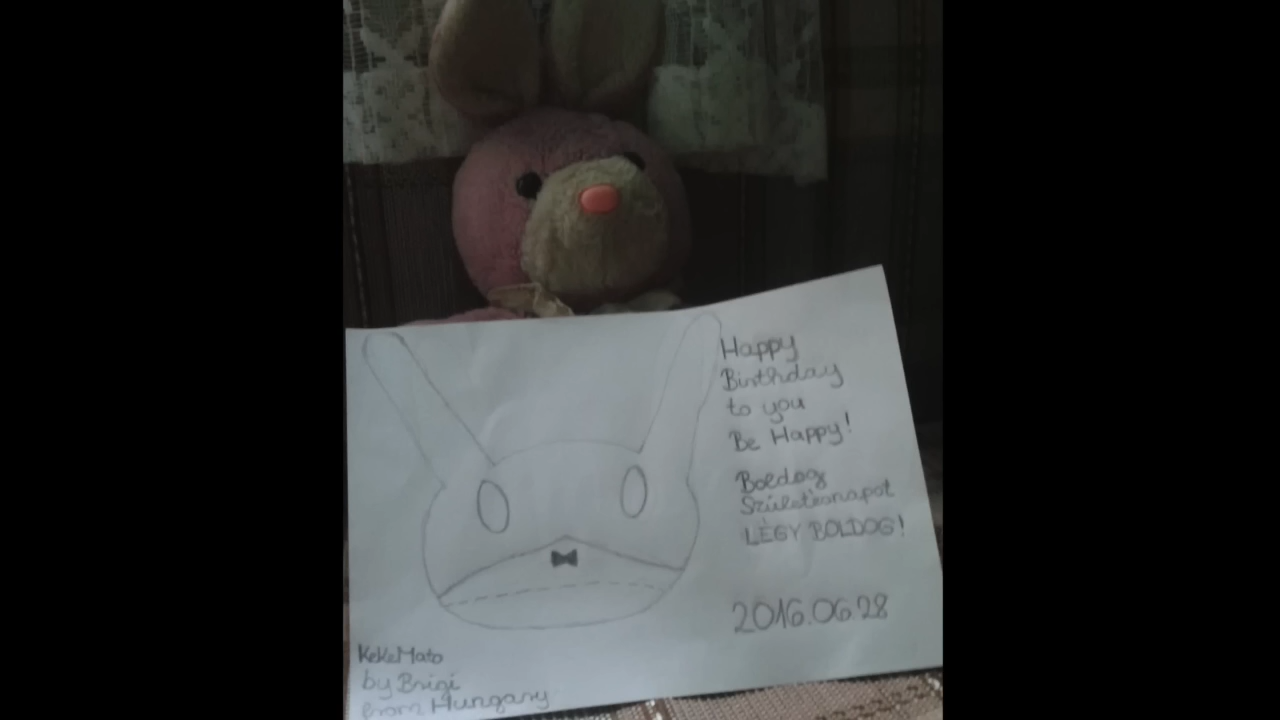 Happy
Birthday
to you
Be Happy!
Boldog
Születésnapot
LÉGY BOLDOG!
2016.06.28
KeKeMato
by Brigi
from Hungary